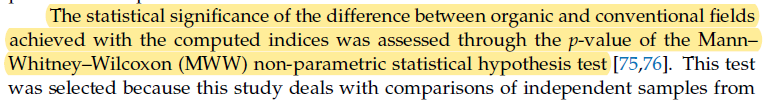 The statistical significance of the difference between organic and conventional fields
achieved with the computed indices was assessed through the p-value of the Mann–
Whitney–Wilcoxon (MWW) non-parametric statistical hypothesis test [75,76]. This test
was selected because this study deals with comparisons of independent samples from